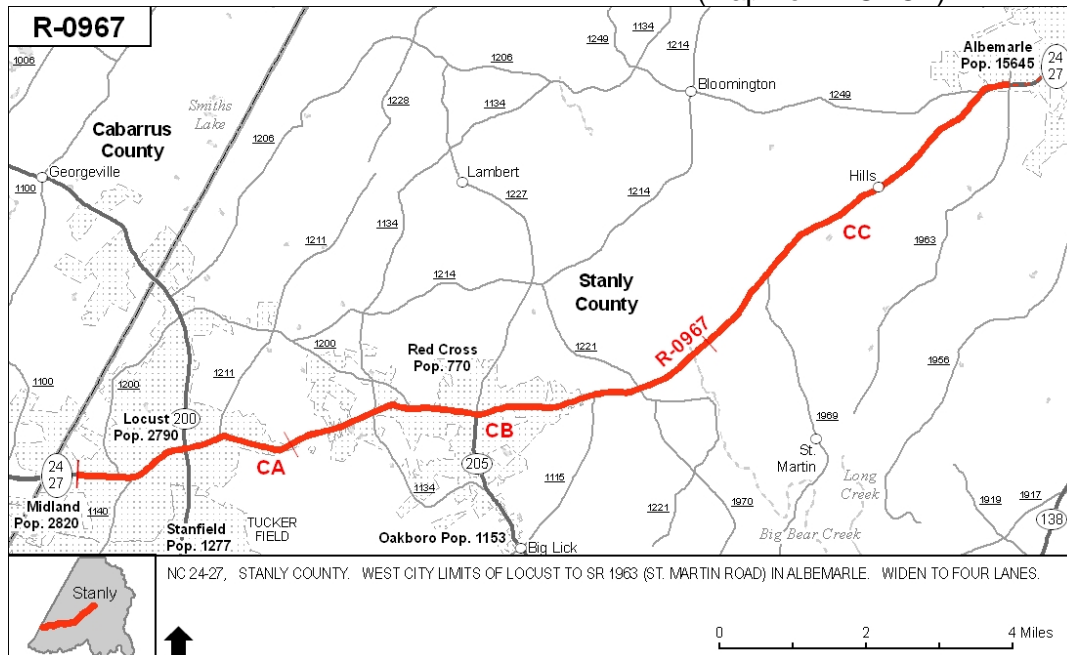 R-0967
1134
1249
1214
1206
1006
Albemarle
Pop. 15645
24
27
Bloomington
1249
1228
1134
Smiths
Lake
Cabarrus
County
1206
Georgeville
1100
Lambert
1227
1214
Hills
CC
1134
1211
1963
1214
Stanly
County
R-0967
1200
Red Cross
Pop. 770
1221
1956
1100
1200
1211
Locust
Pop. 2790
200
CB
1969
24
27
CA
205
St.
Martin
Long
Creek
1115
1134
Midland
Pop. 2820
1140
Stanfield
Pop. 1277
TUCKER
FIELD
Oakboro Pop. 1153
Big Lick
1221
1970
Big Bear Creek
1919
1917
138
NC 24-27, STANLY COUNTY. WEST CITY LIMITS OF LOCUST TO SR 1963 (ST. MARTIN ROAD) IN ALBEMARLE. WIDEN TO FOUR LANES.
Stanly
0 2 4 Miles